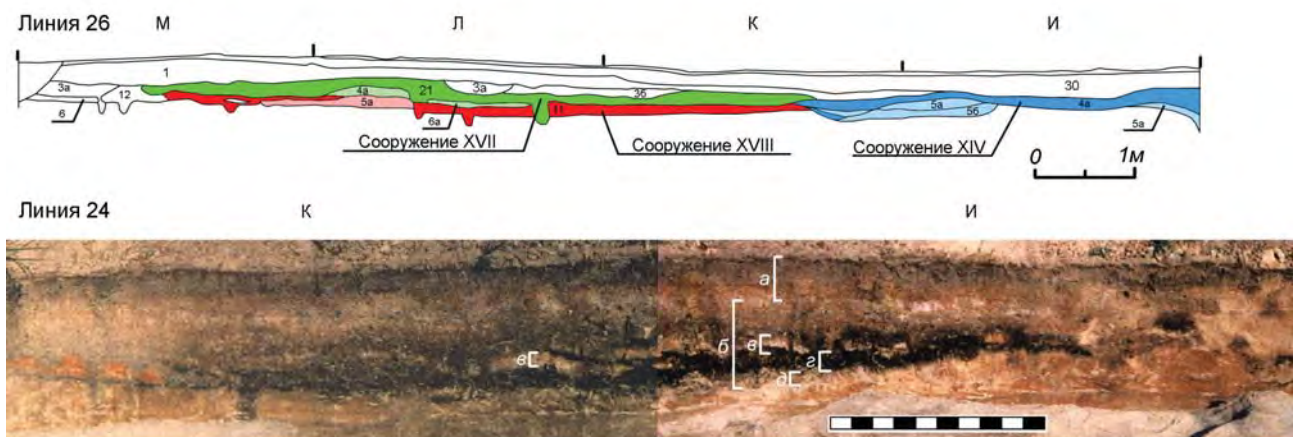 Линия 26 М Л К И
1 30
3а 12 4а 21 3а 3б 5а 4а
6 5а 6а 11 5б 5а
Сооружение XVII Сооружение XVIII Сооружение XIV
0 1м
Линия 24 К И
а
б в
в г
д